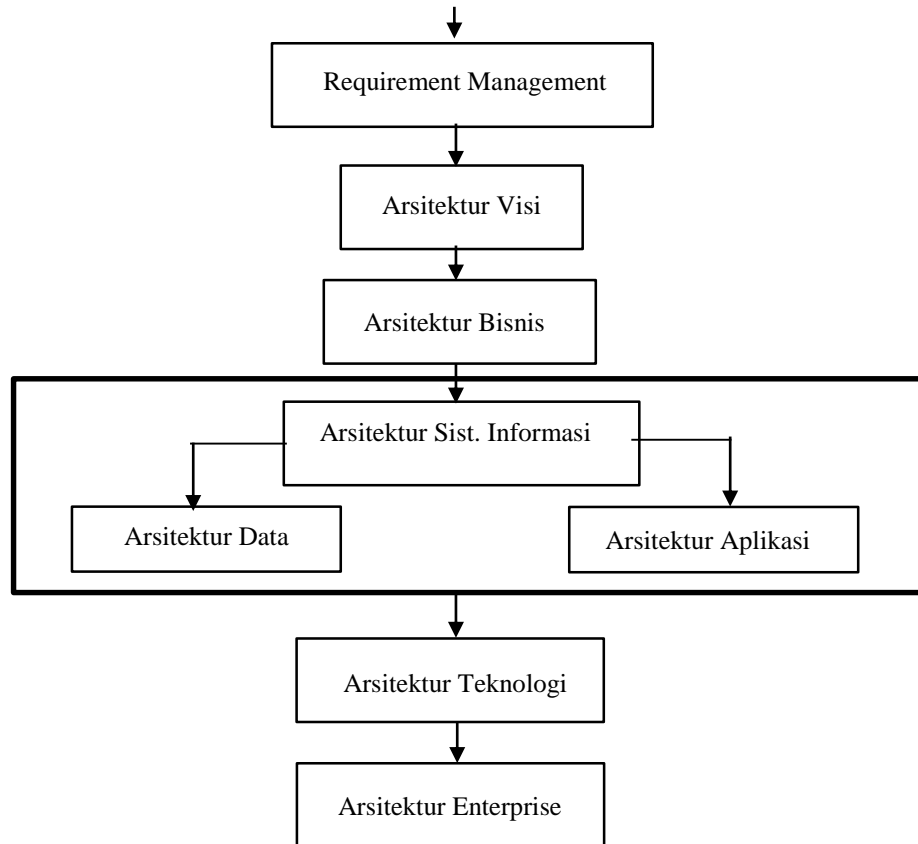 Requirement Management
Arsitektur Visi
Arsitektur Bisnis
Arsitektur Sist. Informasi
Arsitektur Data
Arsitektur Aplikasi
Arsitektur Teknologi
Arsitektur Enterprise